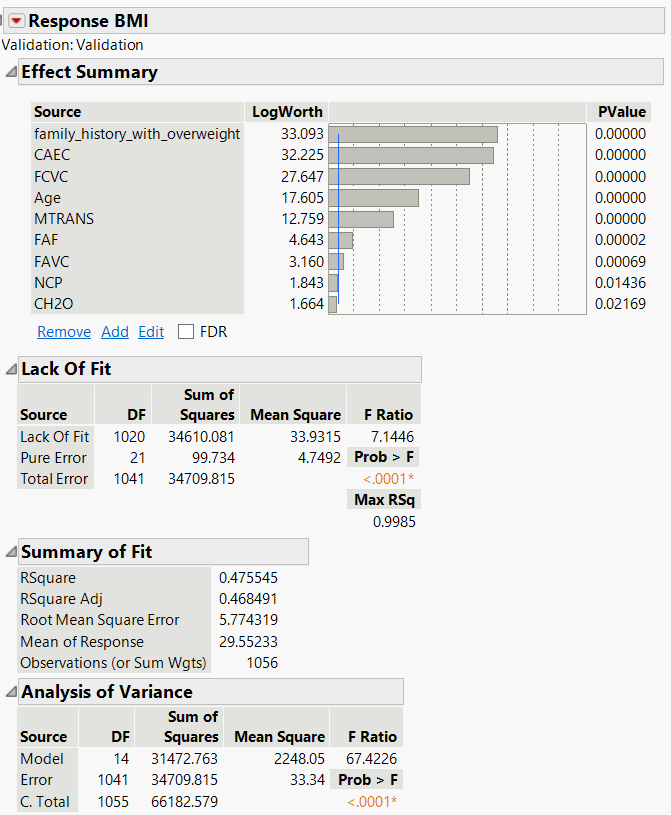 Response BMI
Validation: Validation
Effect Summary
Source LogWorth PValue
family_history_with_overweight 33.093 0.00000
CAEC 32.225 0.00000
FCVC 27.647 0.00000
Age 17.605 0.00000
MTRANS 12.759 0.00000
FAF 4.643 0.00002
FAVC 3.160 0.00069
NCP 1.843 0.01436
CH2O 1.664 0.02169
Remove Add Edit FDR
Lack Of Fit
Sum of
Source DF Squares Mean Square F Ratio
Lack Of Fit 1020 34610.081 33.9315 7.1446
Pure Error 21 99.734 4.7492 Prob > F
Total Error 1041 34709.815 <.0001*
Max RSq
0.9985
Summary of Fit
RSquare 0.475545
RSquare Adj 0.468491
Root Mean Square Error 5.774319
Mean of Response 29.55233
Observations (or Sum Wgts) 1056
Analysis of Variance
Sum of
Source DF Squares Mean Square F Ratio
Model 14 31472.763 2248.05 67.4226
Error 1041 34709.815 33.34 Prob > F
C. Total 1055 66182.579 <.0001*